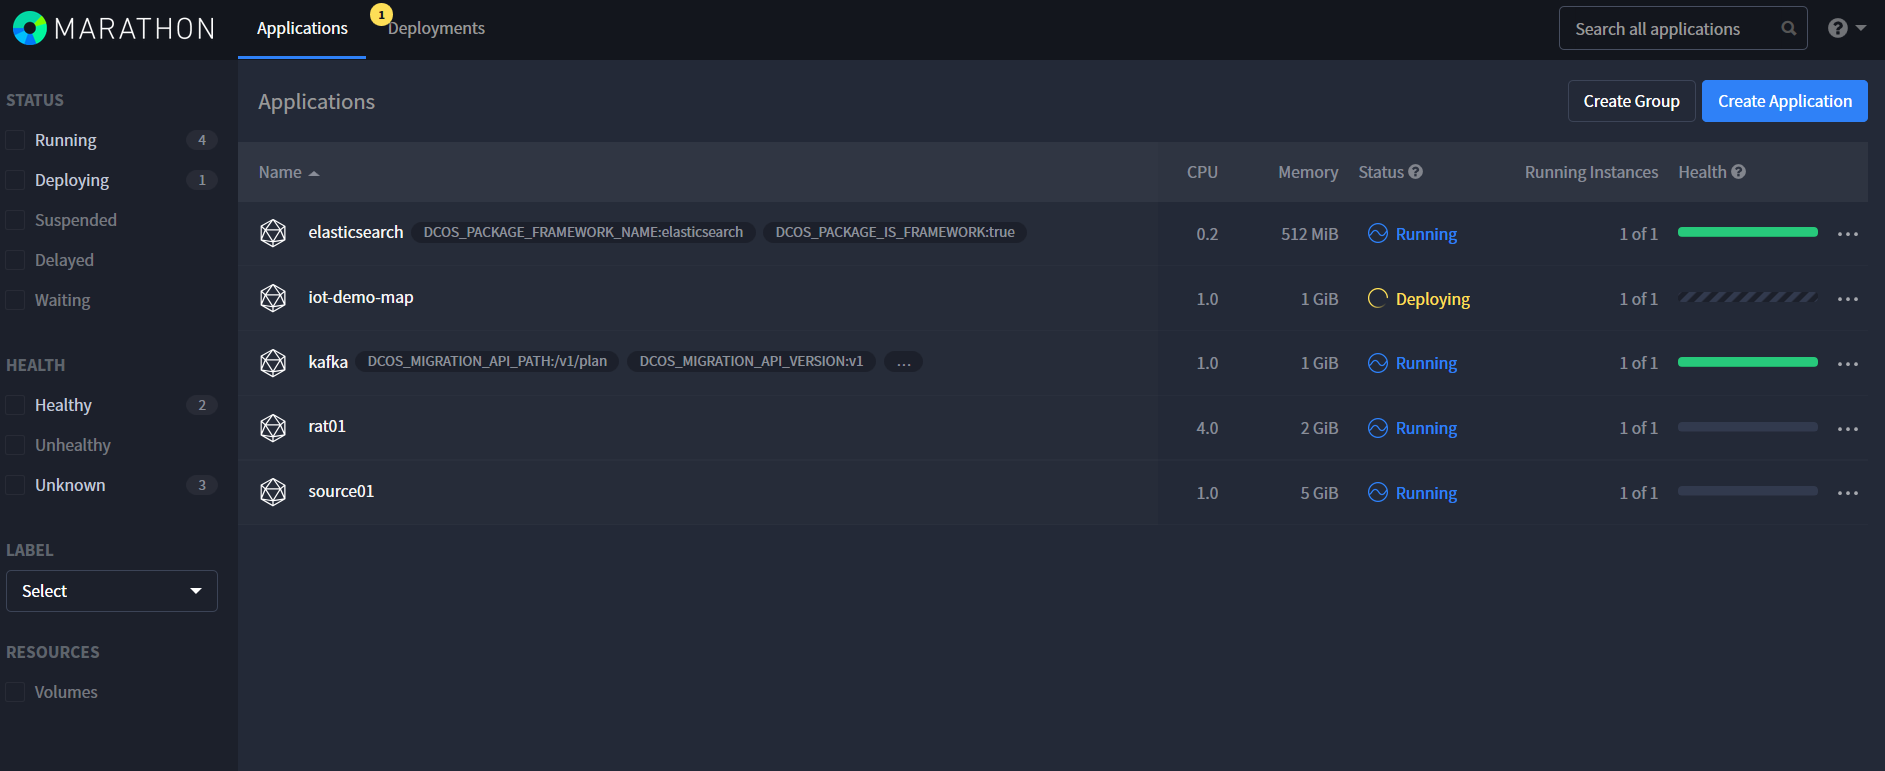 MARATHON
Applications
1
Deployments
Search all applications
?
STATUS
Running 4
Deploying 1
Suspended
Delayed
Waiting
HEALTH
Healthy 2
Unhealthy
Unknown 3
LABEL
Select
RESOURCES
Volumes
Applications
Create Group
Create Application
Name CPU Memory Status ? Running Instances Health ?
elasticsearch DCOS_PACKAGE_FRAMEWORK_NAME:elasticsearch DCOS_PACKAGE_IS_FRAMEWORK:true 0.2 512 MiB Running 1 of 1
iot-demo-map 1.0 1 GiB Deploying 1 of 1
kafka DCOS_MIGRATION_API_PATH:/v1/plan DCOS_MIGRATION_API_VERSION:v1 ... 1.0 1 GiB Running 1 of 1
rat01 4.0 2 GiB Running 1 of 1
source01 1.0 5 GiB Running 1 of 1